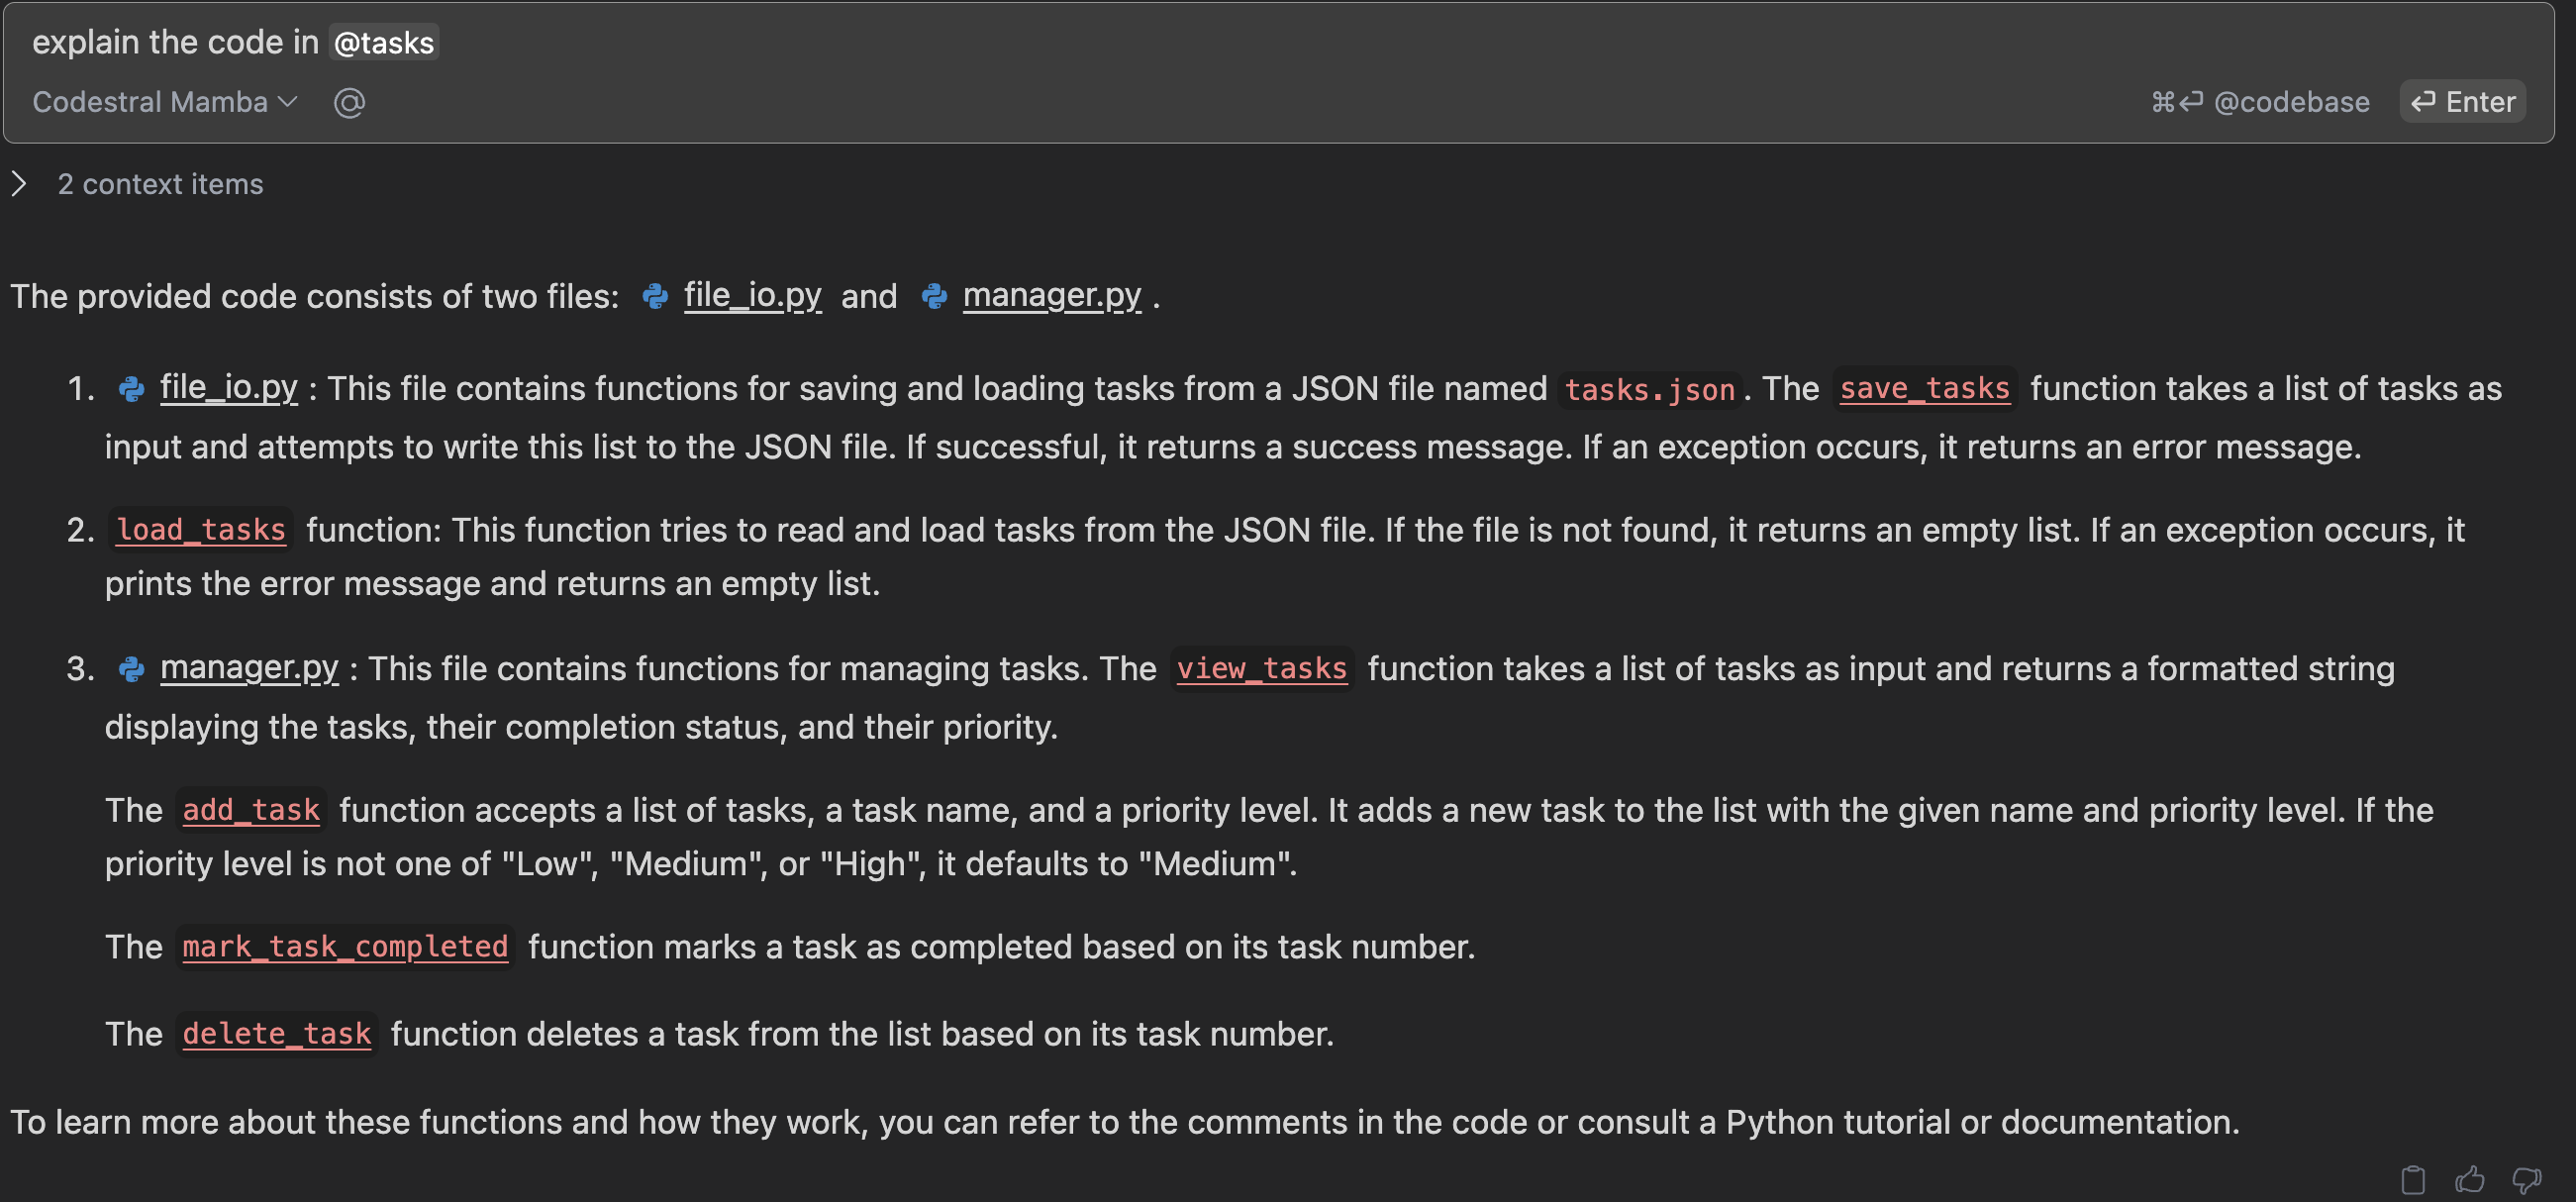 explain the code in @tasks
Codestral Mamba @ ⌘⏎ @codebase ⏎ Enter
2 context items
The provided code consists of two files: file_io.py and manager.py .
1. file_io.py : This file contains functions for saving and loading tasks from a JSON file named tasks.json. The save_tasks function takes a list of tasks as
input and attempts to write this list to the JSON file. If successful, it returns a success message. If an exception occurs, it returns an error message.
2. load_tasks function: This function tries to read and load tasks from the JSON file. If the file is not found, it returns an empty list. If an exception occurs, it
prints the error message and returns an empty list.
3. manager.py : This file contains functions for managing tasks. The view_tasks function takes a list of tasks as input and returns a formatted string
displaying the tasks, their completion status, and their priority.
The add_task function accepts a list of tasks, a task name, and a priority level. It adds a new task to the list with the given name and priority level. If the
priority level is not one of "Low", "Medium", or "High", it defaults to "Medium".
The mark_task_completed function marks a task as completed based on its task number.
The delete_task function deletes a task from the list based on its task number.
To learn more about these functions and how they work, you can refer to the comments in the code or consult a Python tutorial or documentation.